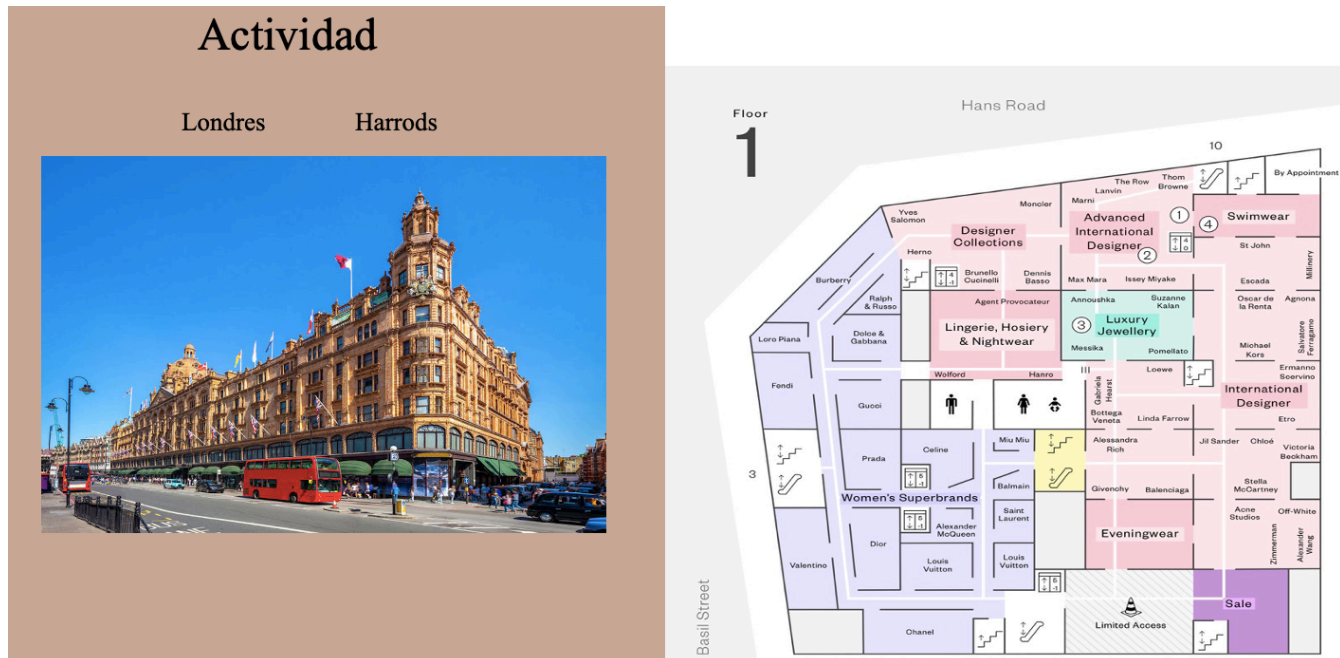 Actividad
Londres Harrods
Hans Road
Floor
1
10
By Appointment
The Row
Thom
Browne
Lanvin
Marni
Moncler
Yves
Salomon
Advanced
International
Designer
1
4
Swimwear
2
Designer
Collections
St John
Millinery
Herno
Brunello
Cucinelli
Dennis
Basso
Max Mara
Issey Miyake
Escada
Burberry
Ralph
& Russo
Agent Provocateur
Annoushka
Suzanne
Kalan
Oscar de
la Renta
Agnona
Lingerie, Hosiery
& Nightwear
3
Luxury
Jewellery
Salvatore
Ferragamo
Loro Piana
Dolce &
Gabbana
Messika
Pomellato
Michael
Kors
Wolford
Hanro
Loewe
Ermanno
Scervino
Fendi
Gabriela
Hearst
International
Designer
Gucci
Bottega
Veneta
Linda Farrow
Etro
Celine
Miu Miu
Alessandra
Rich
Jil Sander
Chloé
Victoria
Beckham
3
Prada
Women's Superbrands
Balmain
Givenchy
Balenciaga
Stella
McCartney
Saint
Laurent
Acne
Studios
Off-White
Alexander
McQueen
Eveningwear
Zimmerman
Alexander
Wang
Dior
Valentino
Louis
Vuitton
Louis
Vuitton
Sale
Limited Access
Chanel
Basil Street